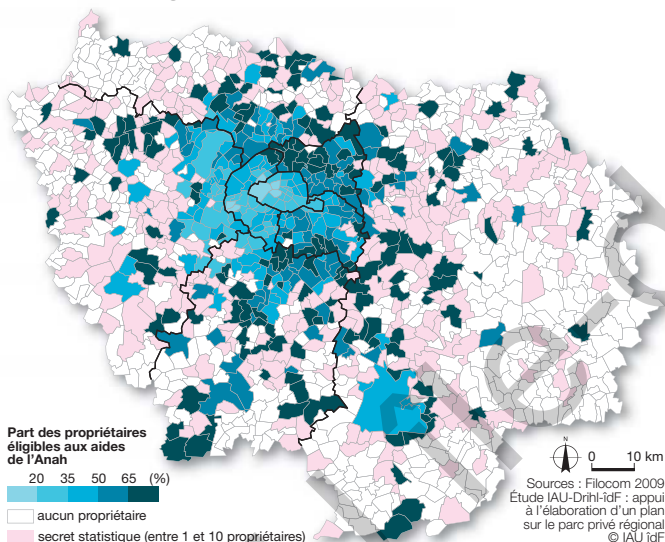 Part des propriétaires
éligibles aux aides
de l'Anah
20 35 50 65 (%)
aucun propriétaire
secret statistique (entre 1 et 10 propriétaires)
N
0 10 km
Sources : Filocom 2009
Étude IAU-Drihl-îdF : appui
à l'élaboration d'un plan
sur le parc privé régional
© IAU îdF